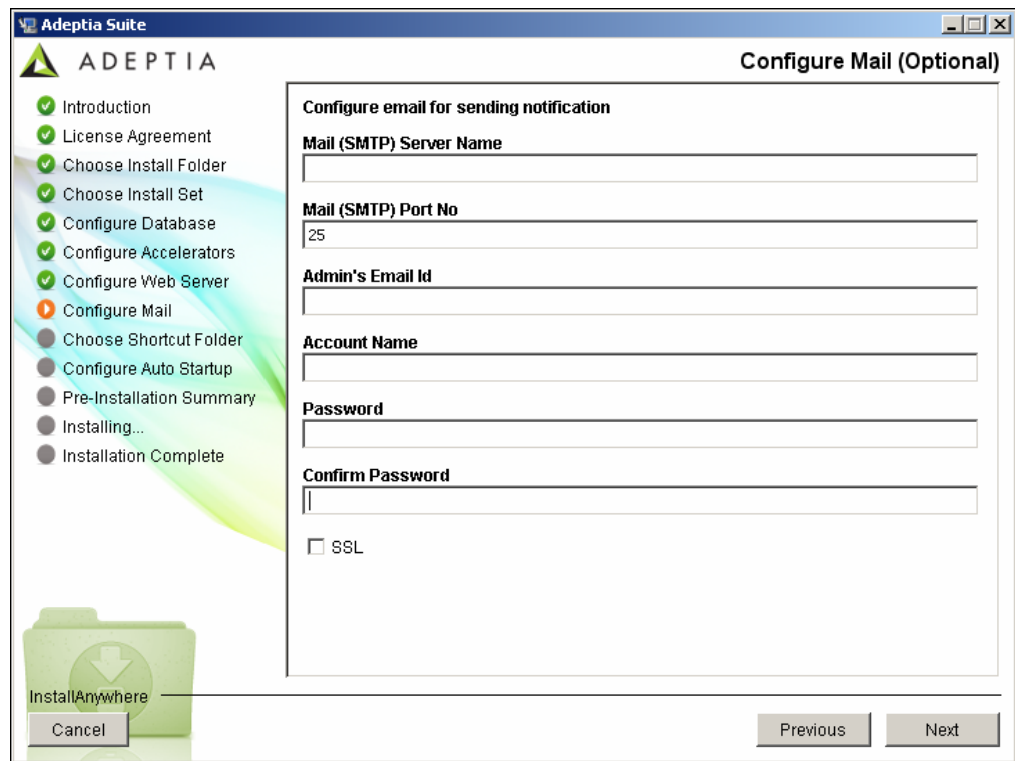 Adeptia Suite
ADEPTIA
Configure Mail (Optional)
Introduction
License Agreement
Choose Install Folder
Choose Install Set
Configure Database
Configure Accelerators
Configure Web Server
Configure Mail
Choose Shortcut Folder
Configure Auto Startup
Pre-Installation Summary
Installing...
Installation Complete
Configure email for sending notification
Mail (SMTP) Server Name
Mail (SMTP) Port No
25
Admin's Email Id
Account Name
Password
Confirm Password
SSL
InstallAnywhere
Cancel
Previous
Next